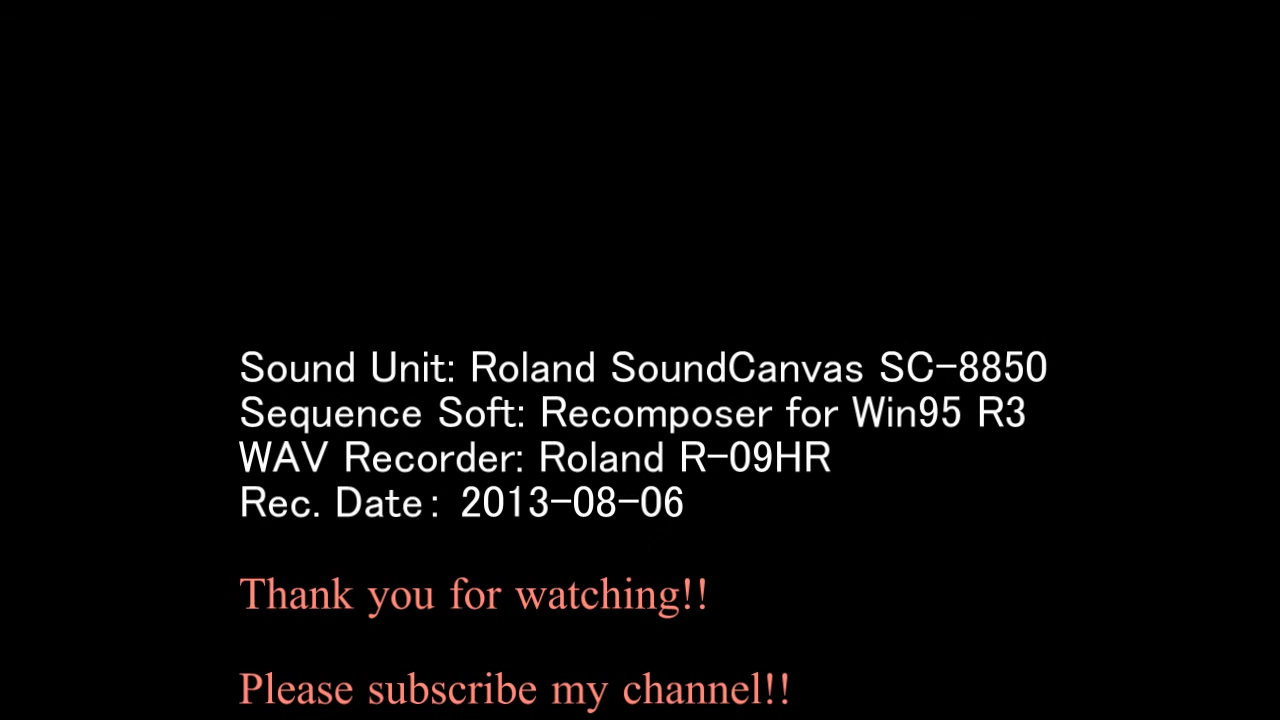 Sound Unit: Roland SoundCanvas SC-8850
Sequence Soft: Recomposer for Win95 R3
WAV Recorder: Roland R-09HR
Rec. Date: 2013-08-06
Thank you for watching!!
Please subscribe my channel!!